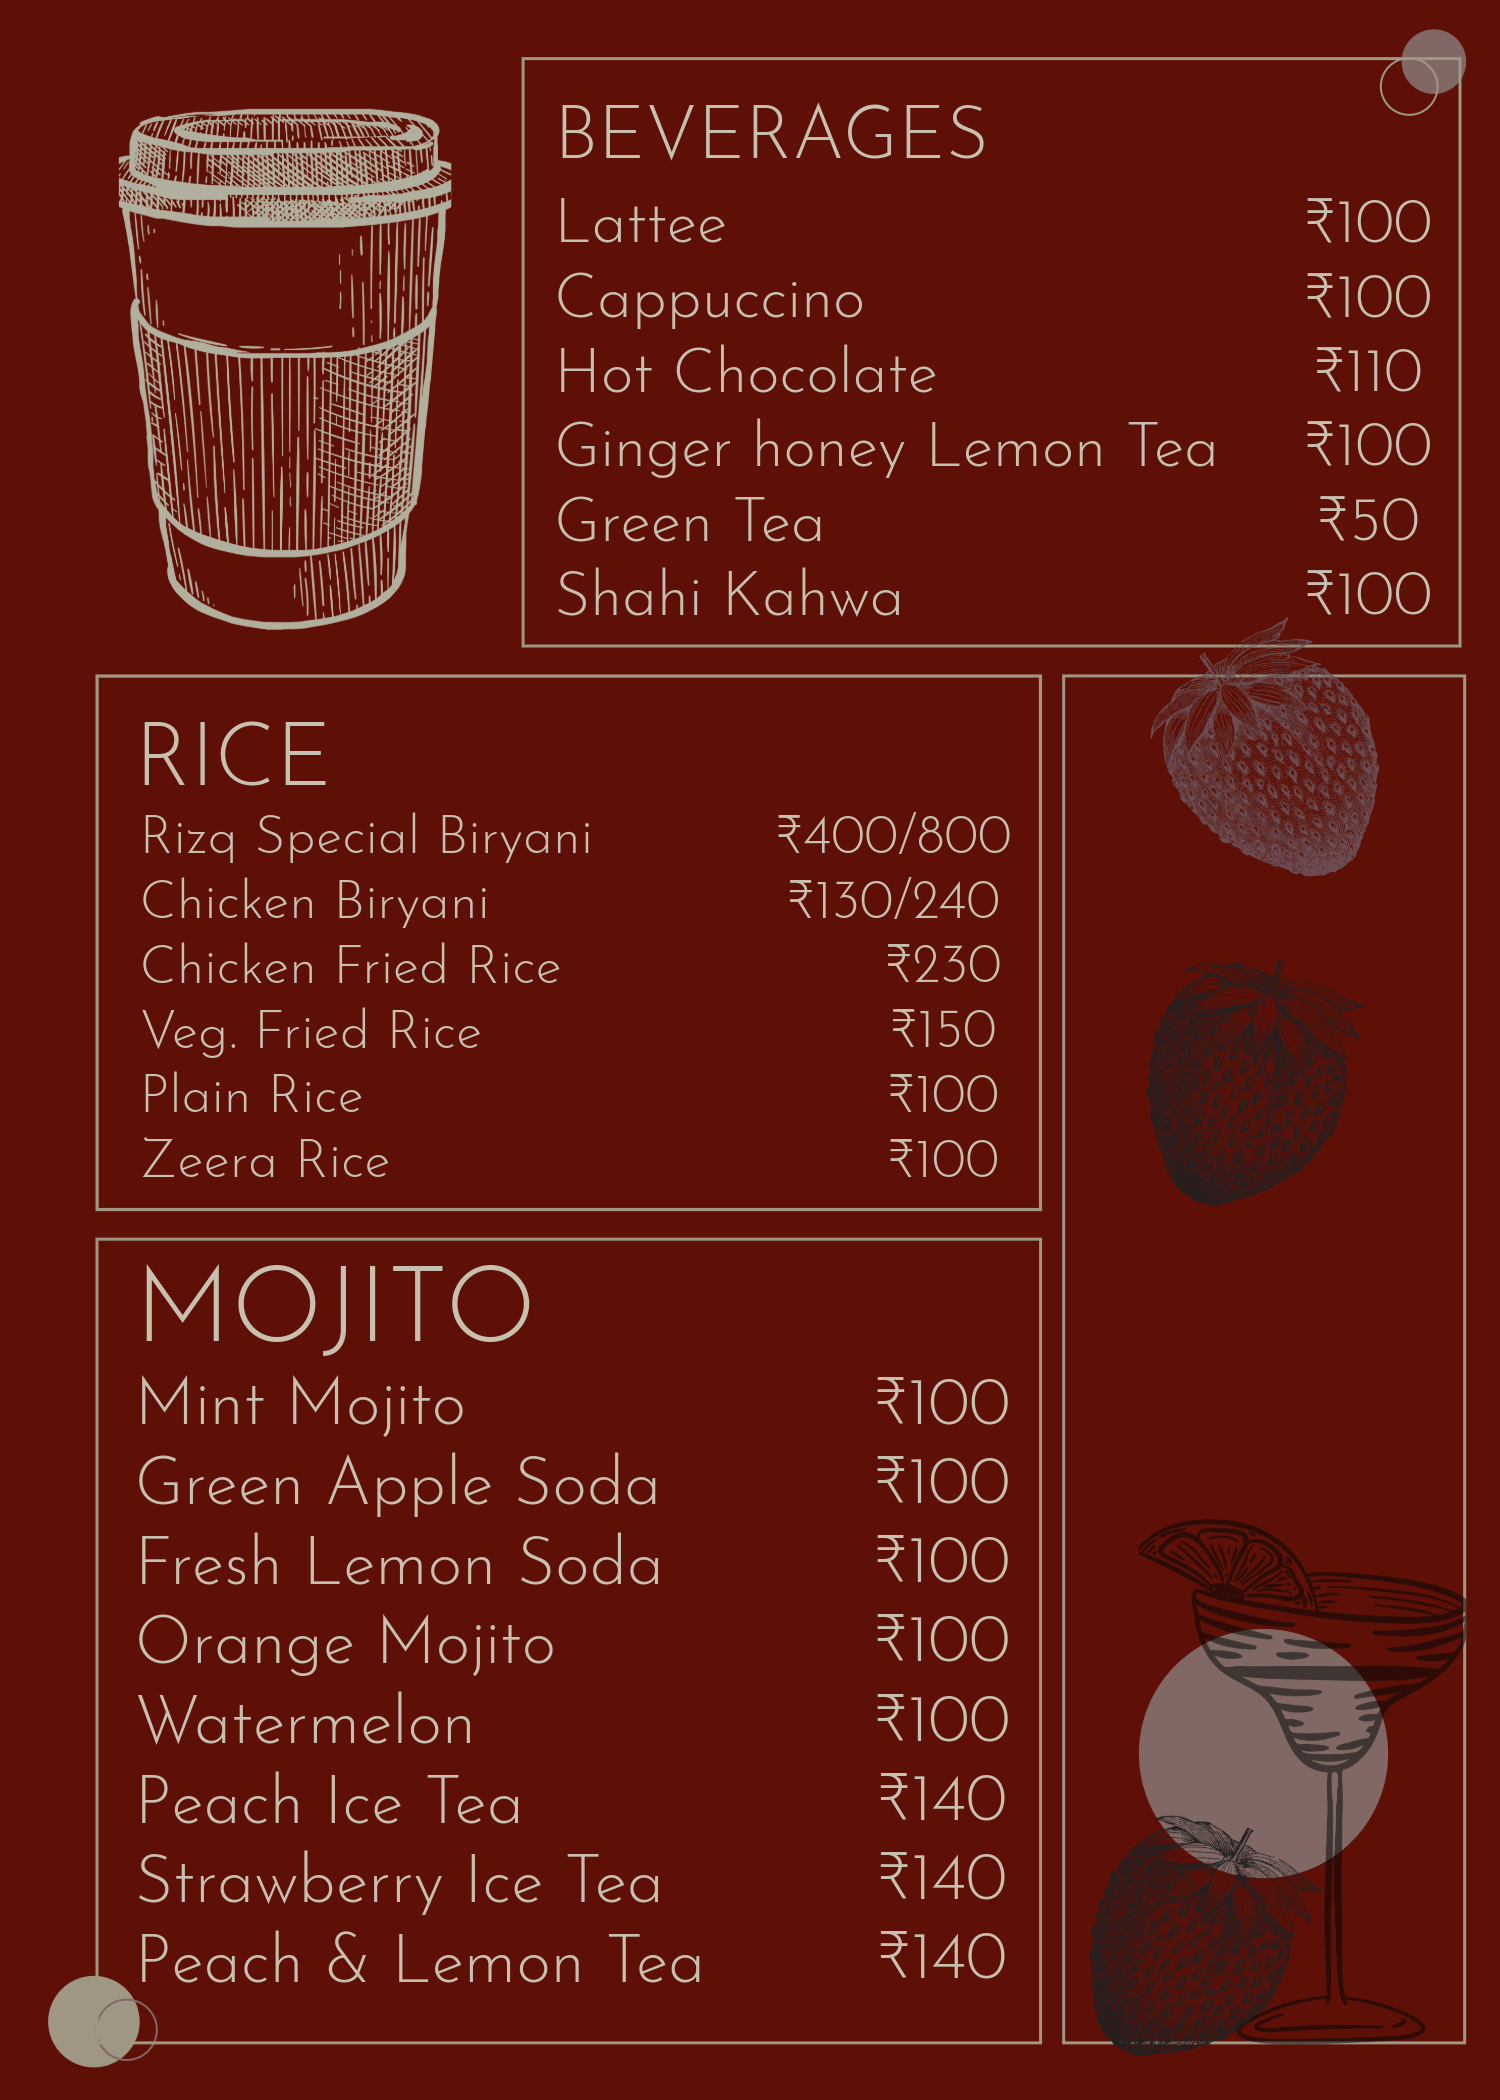 BEVERAGES
Lattee ₹100
Cappuccino ₹100
Hot Chocolate ₹110
Ginger honey Lemon Tea ₹100
Green Tea ₹50
Shahi Kahwa ₹100
RICE
Rizq Special Biryani ₹400/800
Chicken Biryani ₹130/240
Chicken Fried Rice ₹230
Veg. Fried Rice ₹150
Plain Rice ₹100
Zeera Rice ₹100
MOJITO
Mint Mojito ₹100
Green Apple Soda ₹100
Fresh Lemon Soda ₹100
Orange Mojito ₹100
Watermelon ₹100
Peach Ice Tea ₹140
Strawberry Ice Tea ₹140
Peach & Lemon Tea ₹140